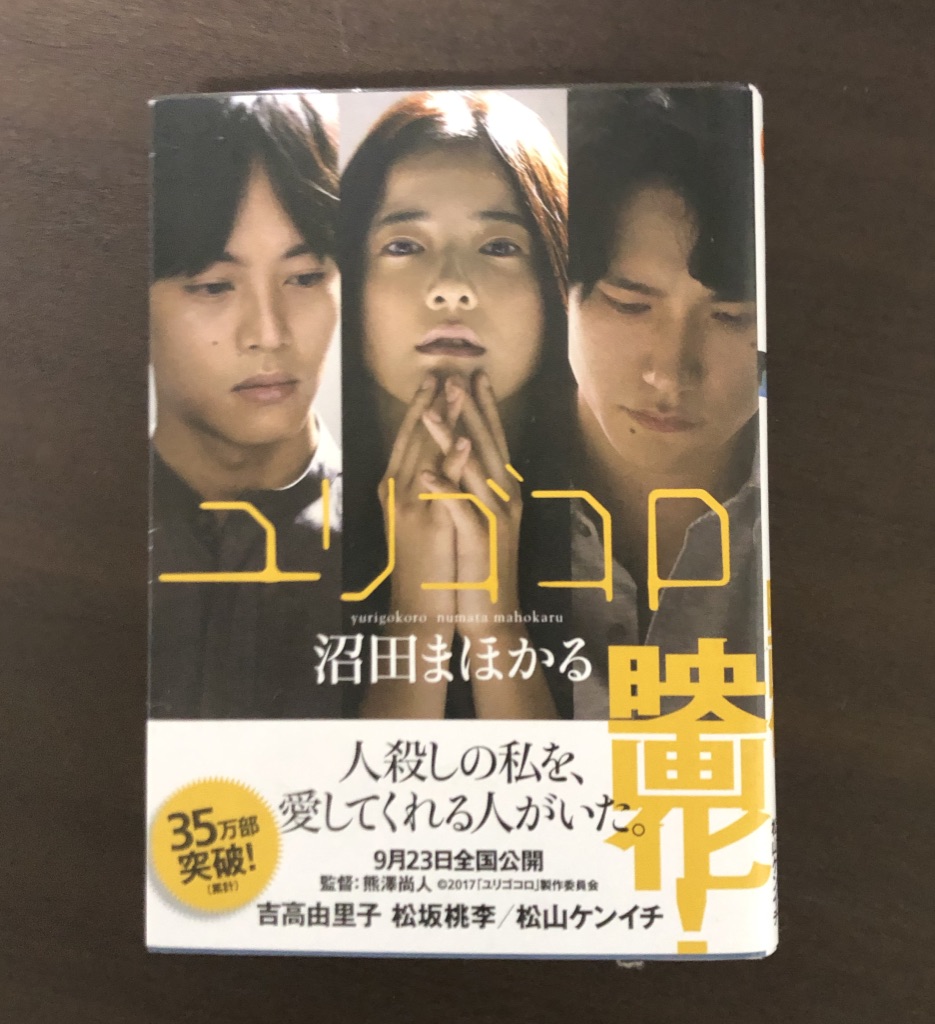 ユリゴコロ
yurigokoro numata mahokaru
沼田まほかる
映画化!
人殺しの私を、
愛してくれる人がいた。
35万部
突破!
(累計)
9月23日全国公開
監督:熊澤尚人 ©2017「ユリゴコロ」製作委員会
吉高由里子 松坂桃李/松山ケンイチ